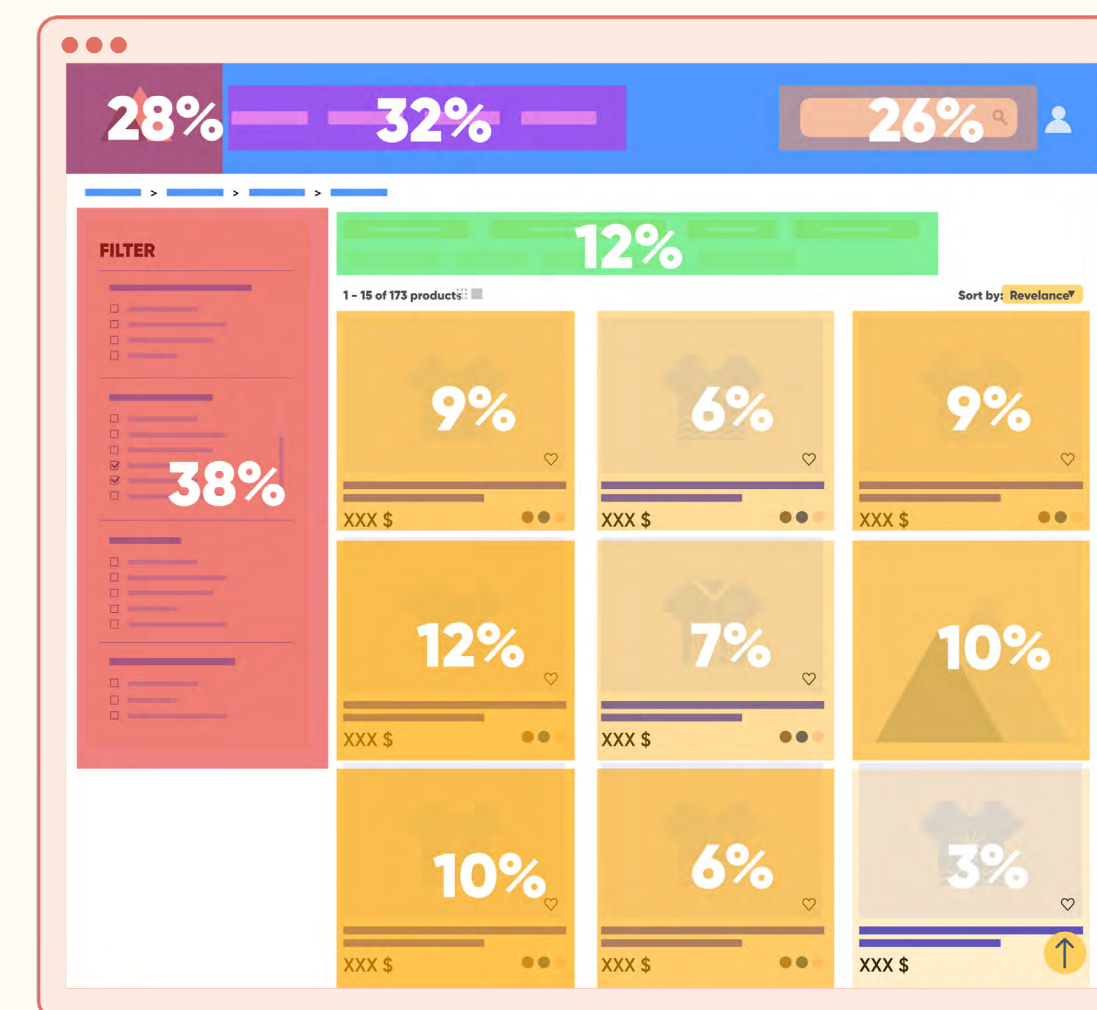 28% 32% 26%
> > >
FILTER
38%
12%
1 - 15 of 173 products
Sort by: Revelance
9% 6% 9%
XXX $ XXX $ XXX $
12% 7% 10%
XXX $ XXX $
10% 6% 3%
XXX $ XXX $ XXX $